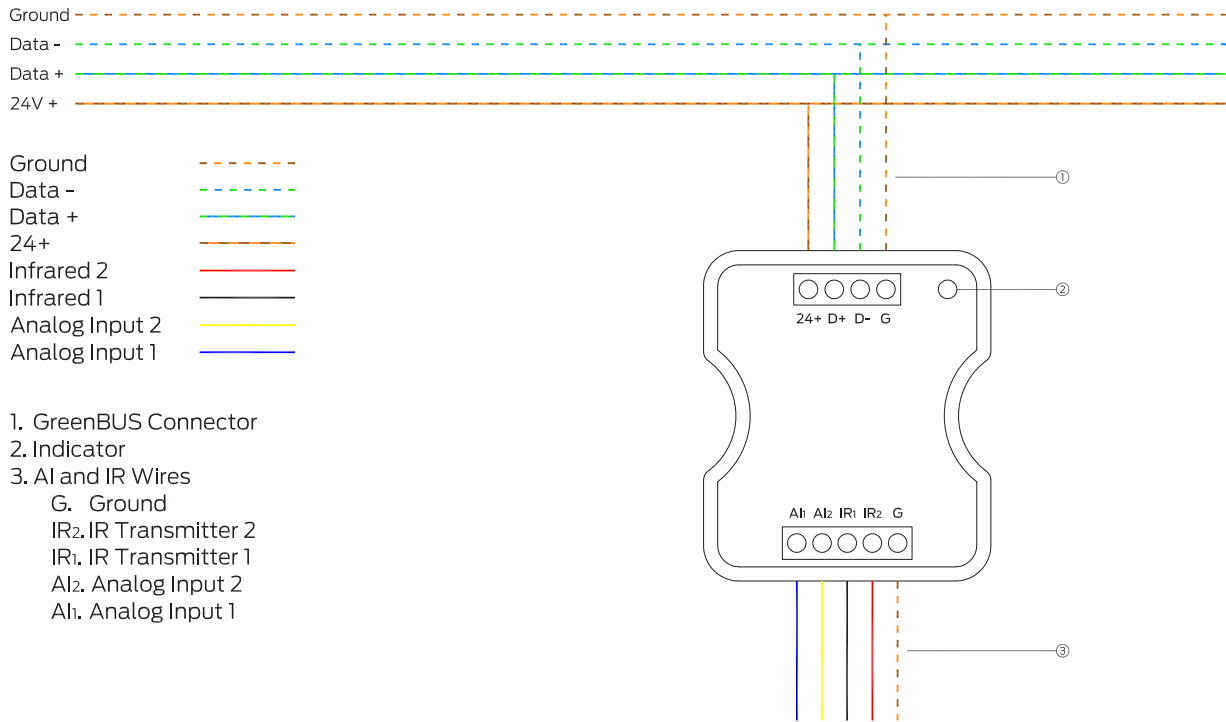 Ground
Data -
Data +
24V +
Ground
Data -
Data +
24+
Infrared 2
Infrared 1
Analog Input 2
Analog Input 1
①
②
24+ D+ D- G
1. GreenBUS Connector
2. Indicator
3. AI and IR Wires
G. Ground
IR2. IR Transmitter 2
IR1. IR Transmitter 1
AI2. Analog Input 2
AI1. Analog Input 1
AI1 AI2 IR1 IR2 G
③